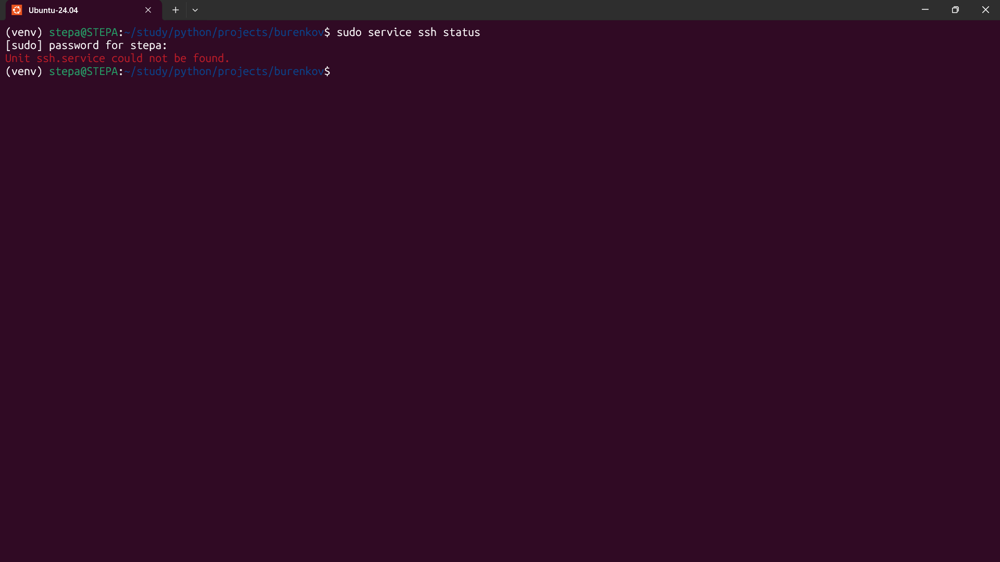 Ubuntu-24.04
(venv) stepa@STEPA:~/study/python/projects/burenkov$ sudo service ssh status
[sudo] password for stepa:
Unit ssh.service could not be found.
(venv) stepa@STEPA:~/study/python/projects/burenkov$